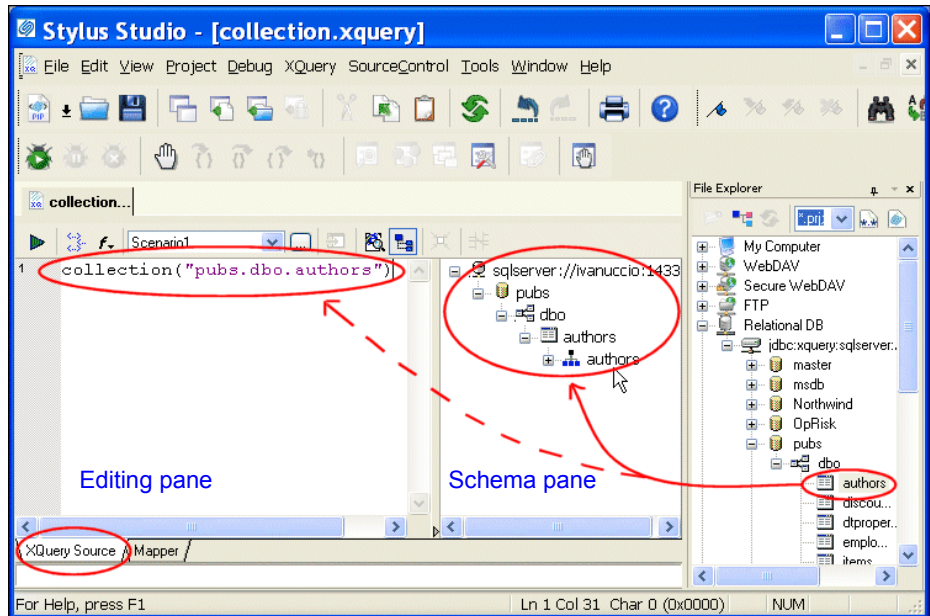 Stylus Studio - [collection.xquery]
File Edit View Project Debug XQuery SourceControl Tools Window Help
collection...
File Explorer
Scenario1
*.prj
1 collection("pubs.dbo.authors")
sqlserver://ivanuccio:1433
pubs
dbo
authors
authors
My Computer
WebDAV
Secure WebDAV
FTP
Relational DB
jdbc:xquery:sqlserver:.
master
msdb
Northwind
OpRisk
pubs
dbo
authors
discou...
dtproper..
emplo...
items
Editing pane
Schema pane
XQuery Source
Mapper
For Help, press F1
Ln 1 Col 31 Char 0 (0x0000)
NUM